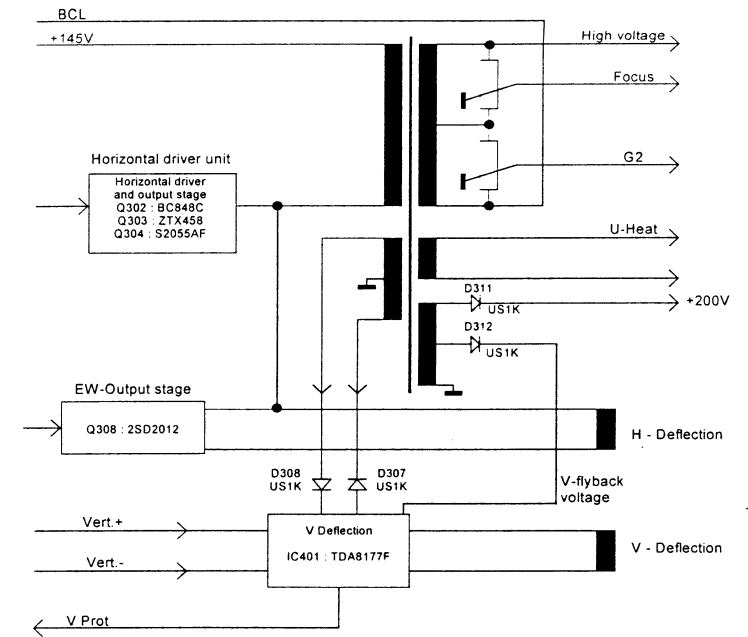 BCL
+145V
High voltage
Focus
Horizontal driver unit
G2
Horizontal driver
and output stage
Q302 : BC848C
Q303 : ZTX458
Q304 : S2055AF
U-Heat
D311
US1K
+200V
D312
US1K
EW-Output stage
Q308 : 2SD2012
H - Deflection
D308
US1K
D307
US1K
V-flyback
voltage
Vert.+
V Deflection
IC401 : TDA8177F
V - Deflection
Vert.-
V Prot